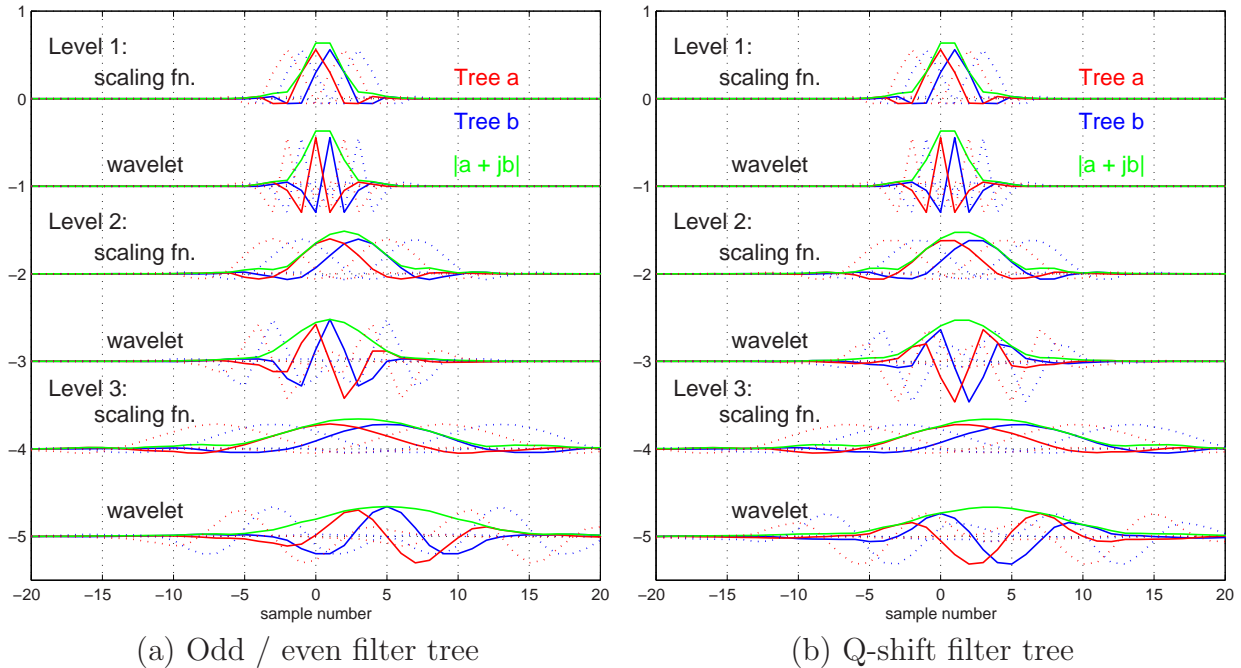 1
0
−1
−2
−3
−4
−5
Level 1:
scaling fn.
Tree a
Tree b
wavelet
|a + jb|
Level 2:
scaling fn.
wavelet
Level 3:
scaling fn.
wavelet
−20 −15 −10 −5 0 5 10 15 20
sample number
(a) Odd / even filter tree
1
0
−1
−2
−3
−4
−5
Level 1:
scaling fn.
Tree a
Tree b
wavelet
|a + jb|
Level 2:
scaling fn.
wavelet
Level 3:
scaling fn.
wavelet
−20 −15 −10 −5 0 5 10 15 20
sample number
(b) Q-shift filter tree